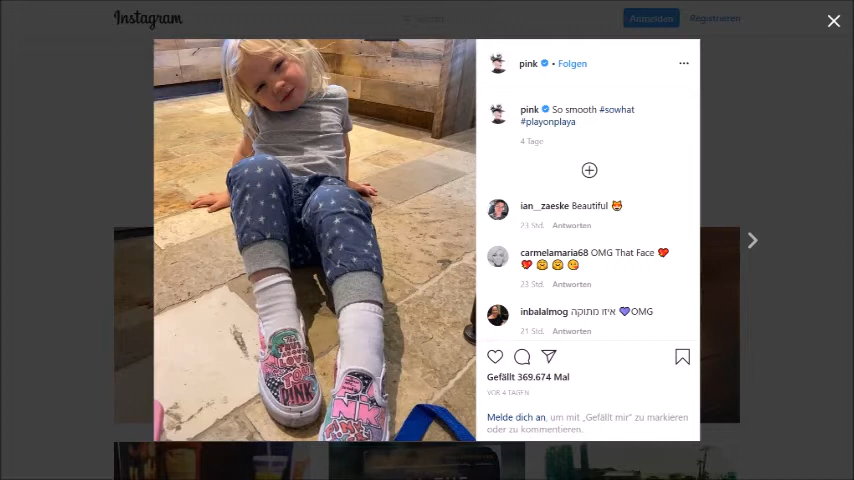 Instagram
Anmelden
Registrieren
pink • Folgen
pink So smooth #sowhat
#playonplaya
4 Tage
ian__zaeske Beautiful 😻
23 Std. Antworten
carmelamaria68 OMG That Face 💖
💖 🤗 🤗 😘
23 Std. Antworten
inbalalmog איזו מתוקה 💜OMG
21 Std. Antworten
Gefällt 369.674 Mal
VOR 4 TAGEN
Melde dich an, um mit „Gefällt mir“ zu markieren
oder zu kommentieren.
LOVE
TOP
PINK